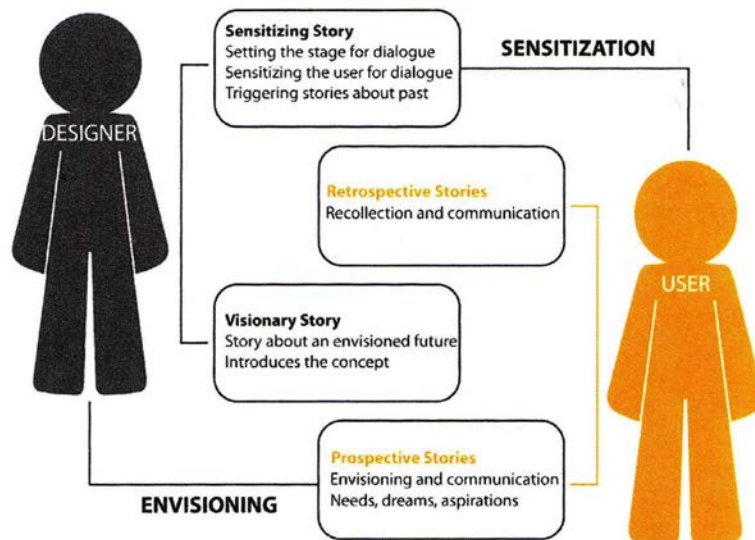 Sensitizing Story
Setting the stage for dialogue
Sensitizing the user for dialogue
Triggering stories about past
SENSITIZATION
DESIGNER
Retrospective Stories
Recollection and communication
USER
Visionary Story
Story about an envisioned future
Introduces the concept
Prospective Stories
Envisioning and communication
Needs, dreams, aspirations
ENVISIONING